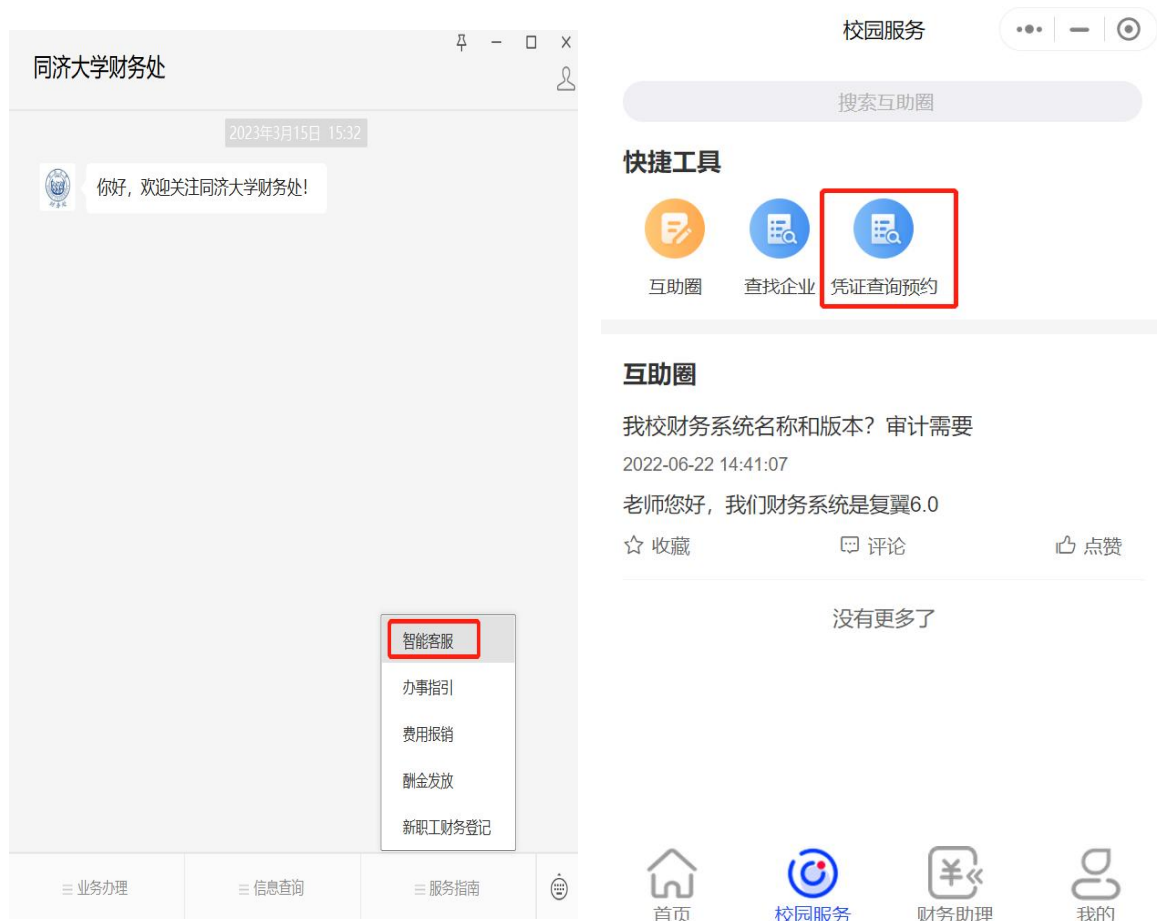 同济大学财务处
2023年3月15日 15:32
你好，欢迎关注同济大学财务处!
财务处
智能客服
办事指引
费用报销
酬金发放
新职工财务登记
业务办理
信息查询
服务指南
校园服务
搜索互助圈
快捷工具
互助圈
查找企业
凭证查询预约
互助圈
我校财务系统名称和版本？审计需要
2022-06-22 14:41:07
老师您好，我们财务系统是复翼6.0
收藏
评论
点赞
没有更多了
首页
校园服务
财务助理
我的